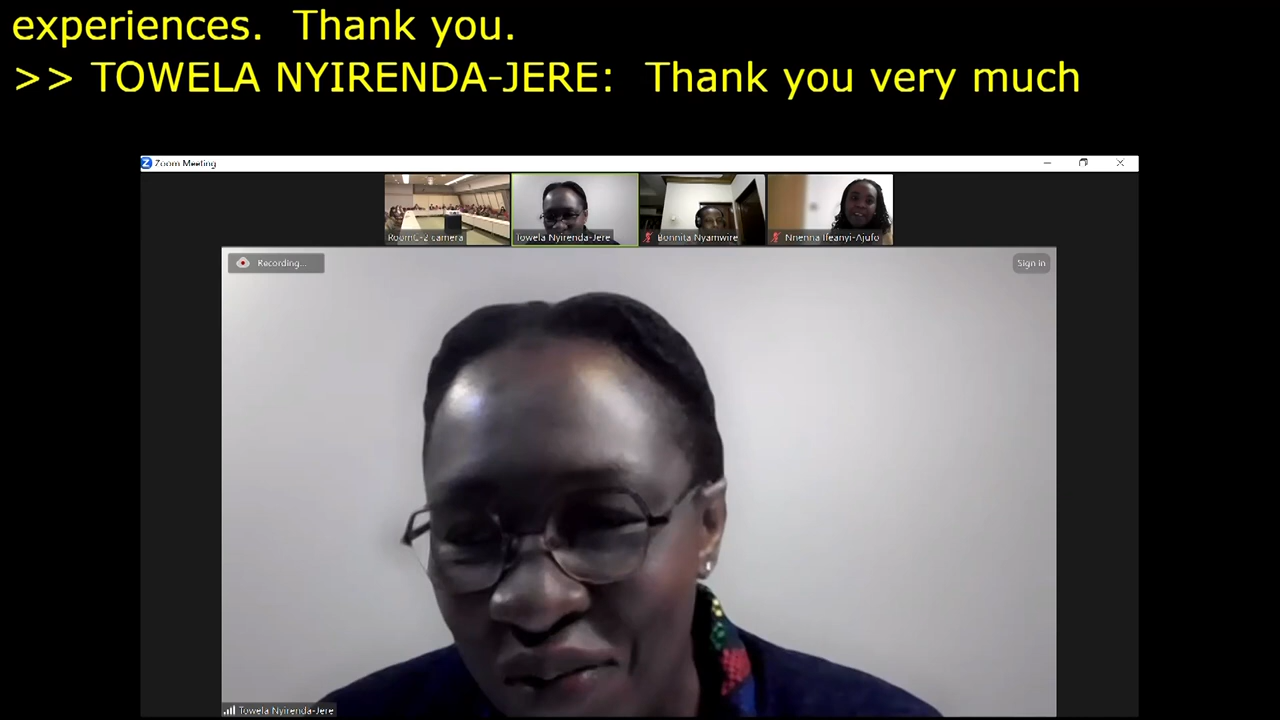 experiences.  Thank you.
>> TOWELA NYIRENDA-JERE:  Thank you very much
Zoom Meeting
RoomC-2 camera
Towela Nyirenda-Jere
Bonnita Nyamwire
Nnenna Ifeanyi-Ajufo
Recording...
Sign in
Towela Nyirenda-Jere